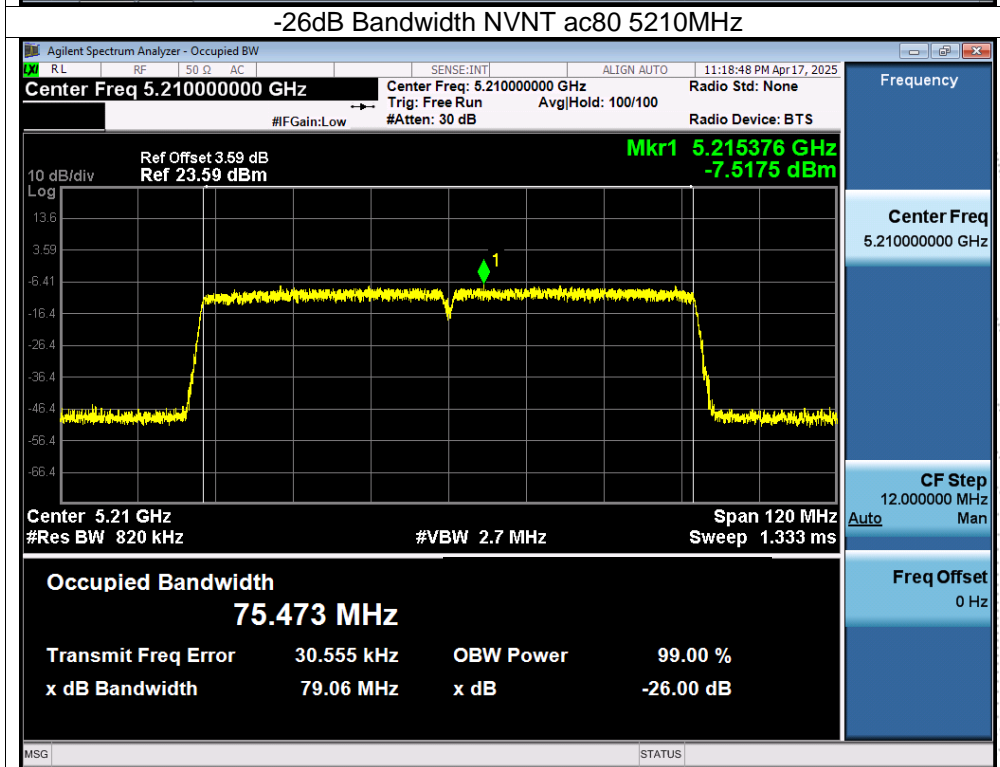 -26dB Bandwidth NVNT ac80 5210MHz
Agilent Spectrum Analyzer - Occupied BW
LXI RL RF 50 Ω AC SENSE:INT ALIGN AUTO 11:18:48 PM Apr 17, 2025
Center Freq 5.210000000 GHz Center Freq: 5.210000000 GHz Radio Std: None
Trig: Free Run Avg|Hold: 100/100
#IFGain:Low #Atten: 30 dB Radio Device: BTS
Frequency
Mkr1 5.215376 GHz
-7.5175 dBm
Ref Offset 3.59 dB
10 dB/div Ref 23.59 dBm
Log
13.6
3.59
-6.41
-16.4
-26.4
-36.4
-46.4
-56.4
-66.4
1
Center Freq
5.210000000 GHz
Center 5.21 GHz Span 120 MHz
#Res BW 820 kHz #VBW 2.7 MHz Sweep 1.333 ms
CF Step
12.000000 MHz
Auto Man
Freq Offset
0 Hz
Occupied Bandwidth
75.473 MHz
Transmit Freq Error 30.555 kHz OBW Power 99.00 %
x dB Bandwidth 79.06 MHz x dB -26.00 dB
MSG STATUS